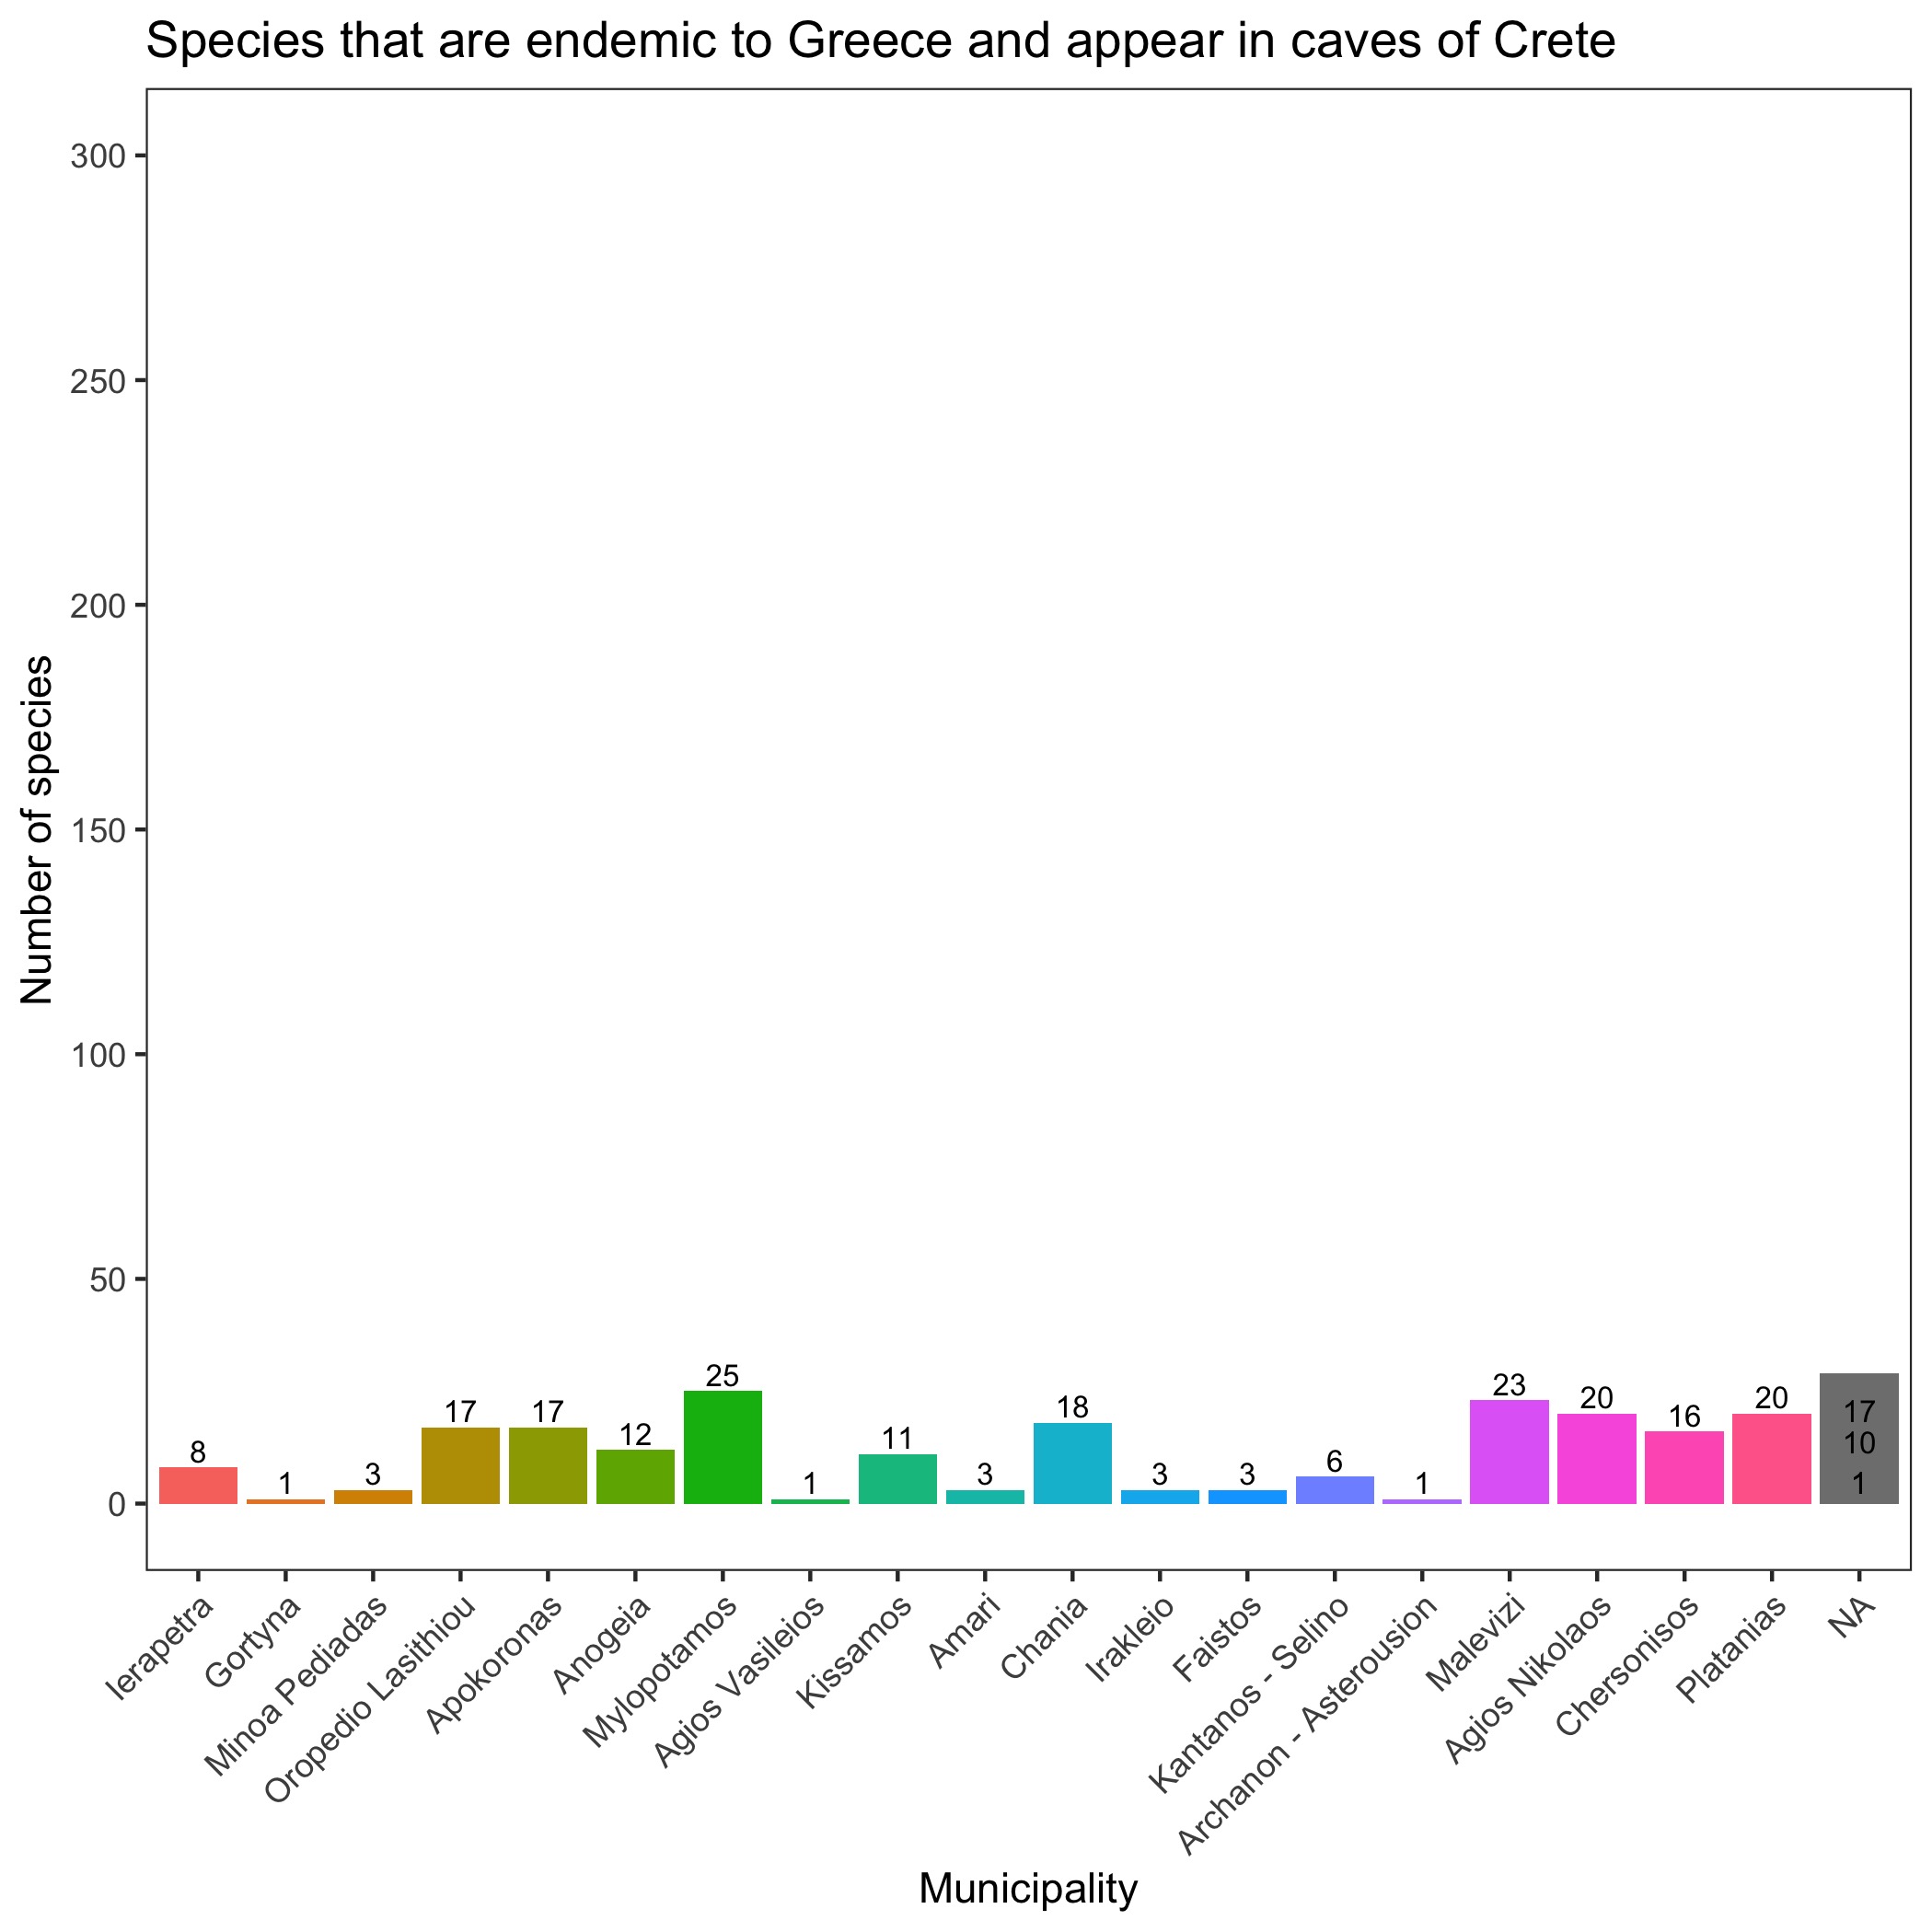 Species that are endemic to Greece and appear in caves of Crete
Number of species
300
250
200
150
100
50
0
8
1
3
17
17
12
25
1
11
3
18
3
3
6
1
23
20
16
20
17
10
1
Ierapetra
Gortyna
Minoa Pediadas
Oropedio Lasithiou
Apokoronas
Anogeia
Mylopotamos
Agios Vasileios
Kissamos
Amari
Chania
Irakleio
Faistos
Kantanos - Selino
Archanon - Asterousion
Malevizi
Agios Nikolaos
Chersonisos
Platanias
NA
Municipality